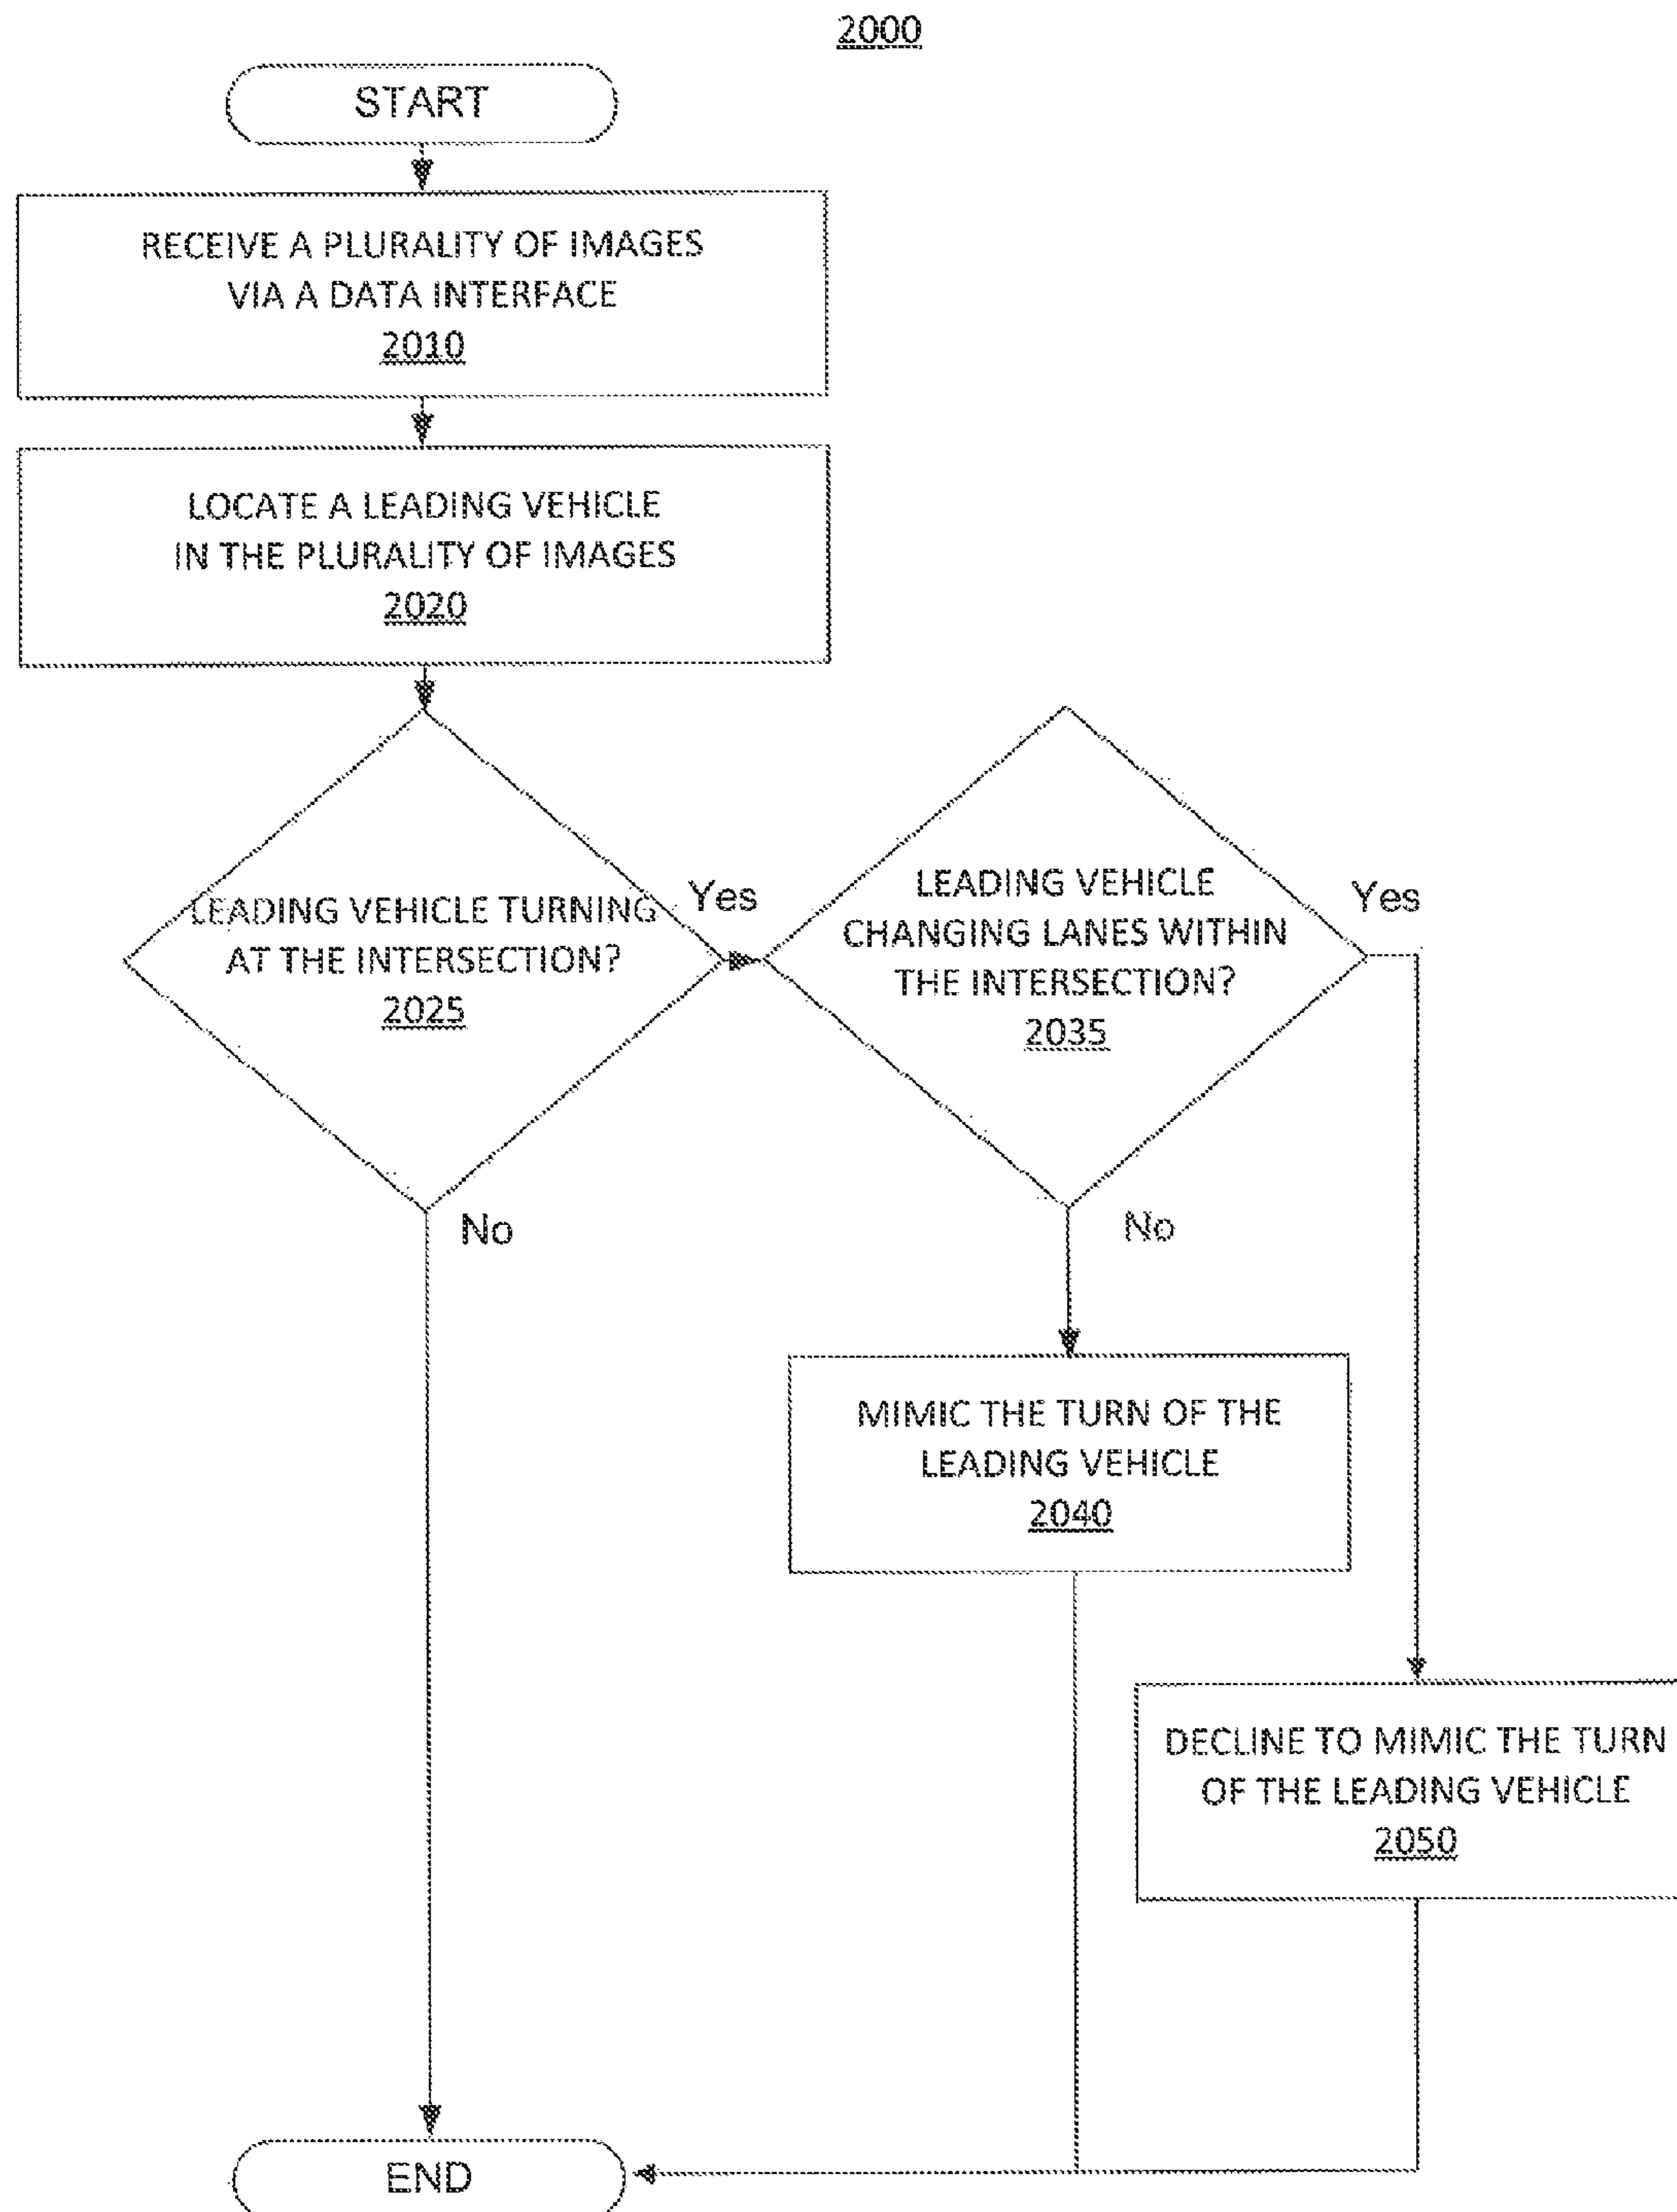 2000
START
RECEIVE A PLURALITY OF IMAGES
VIA A DATA INTERFACE
2010
LOCATE A LEADING VEHICLE
IN THE PLURALITY OF IMAGES
2020
LEADING VEHICLE TURNING
AT THE INTERSECTION?
2025
Yes
LEADING VEHICLE
CHANGING LANES WITHIN
THE INTERSECTION?
2035
Yes
No
No
MIMIC THE TURN OF THE
LEADING VEHICLE
2040
DECLINE TO MIMIC THE TURN
OF THE LEADING VEHICLE
2050
END